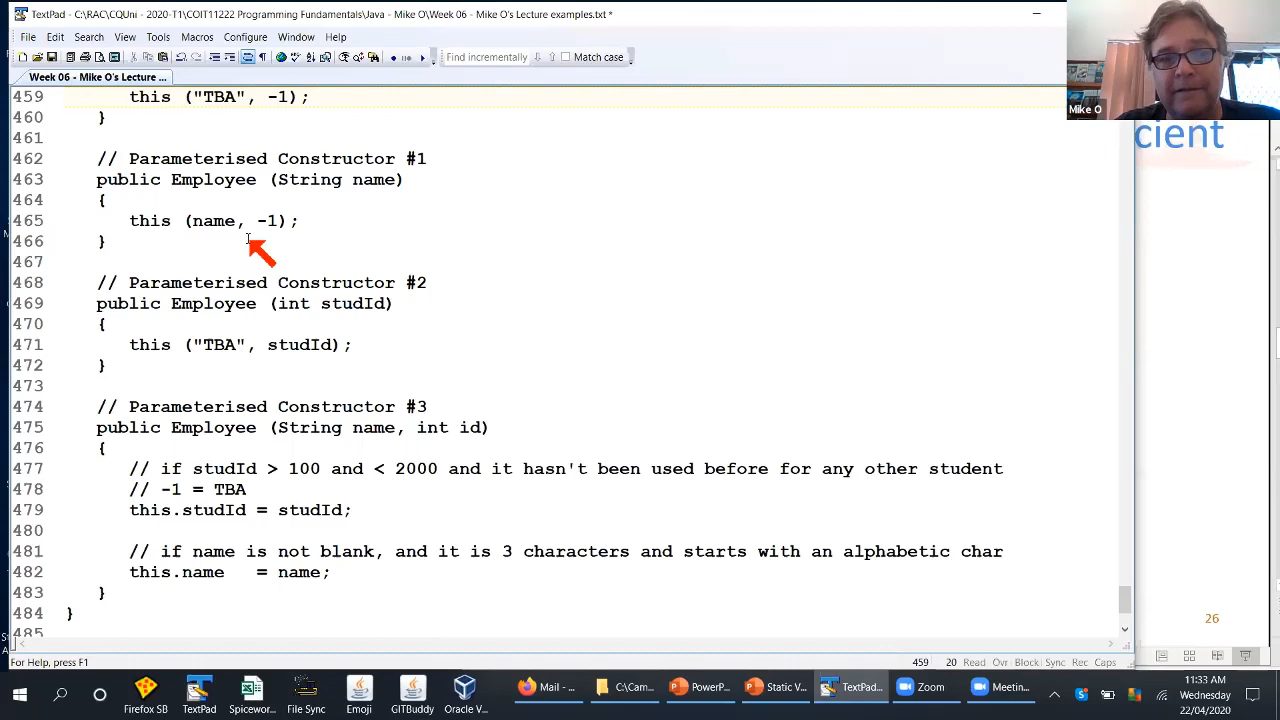 TextPad - C:\RAC\CQUni - 2020-T1\COIT11222 Programming Fundamentals\Java - Mike O\Week 06 - Mike O's Lecture examples.txt *
File Edit Search View Tools Macros Configure Window Help
Find incrementally Match case
Week 06 - Mike O's Lecture ...
Mike O
cient
459 this ("TBA", -1);
460 }
461
462 // Parameterised Constructor #1
463 public Employee (String name)
464 {
465 this (name, -1);
466 }
467
468 // Parameterised Constructor #2
469 public Employee (int studId)
470 {
471 this ("TBA", studId);
472 }
473
474 // Parameterised Constructor #3
475 public Employee (String name, int id)
476 {
477 // if studId > 100 and < 2000 and it hasn't been used before for any other student
478 // -1 = TBA
479 this.studId = studId;
480
481 // if name is not blank, and it is 3 characters and starts with an alphabetic char
482 this.name = name;
483 }
484 }
485
26
For Help, press F1 459 20 Read Ovr Block Sync Rec Caps
Firefox SB TextPad Spicewor... File Sync Emoji GITBuddy Oracle V... Mail - ... C:\Cam... PowerP... Static V... TextPad... Zoom Meetin...
11:33 AM
Wednesday
22/04/2020